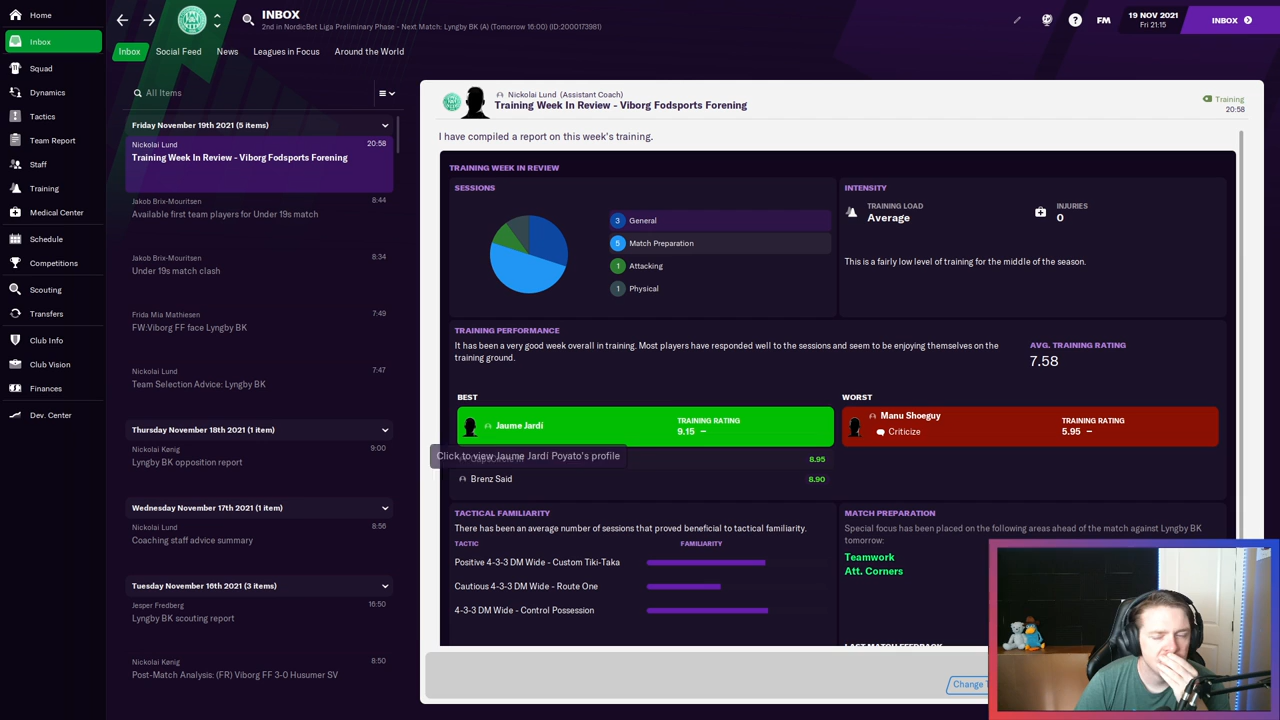 Home
Inbox
Squad
Dynamics
Tactics
Team Report
Staff
Training
Medical Center
Schedule
Competitions
Scouting
Transfers
Club Info
Club Vision
Finances
Dev. Center
INBOX
2nd in NordicBet Liga Preliminary Phase - Next Match: Lyngby BK (A) (Tomorrow 16:00) (ID:2000173981)
FM
19 NOV 2021
Fri 21:15
INBOX
Inbox
Social Feed
News
Leagues in Focus
Around the World
All Items
Friday November 19th 2021 (5 items)
Nickolai Lund 20:58
Training Week In Review - Viborg Fodsports Forening
Jakob Brix-Mouritsen 8:44
Available first team players for Under 19s match
Jakob Brix-Mouritsen 8:34
Under 19s match clash
Frida Mia Mathiesen 7:49
FW:Viborg FF face Lyngby BK
Nickolai Lund 7:47
Team Selection Advice: Lyngby BK
Thursday November 18th 2021 (1 item)
Nickolai Kønig 9:00
Lyngby BK opposition report
Wednesday November 17th 2021 (1 item)
Nickolai Lund 8:56
Coaching staff advice summary
Tuesday November 16th 2021 (3 items)
Jesper Fredberg 16:50
Lyngby BK scouting report
Nickolai Kønig 8:50
Post-Match Analysis: (FR) Viborg FF 3-0 Husumer SV
Nickolai Lund (Assistant Coach)
Training Week In Review - Viborg Fodsports Forening
Training
20:58
I have compiled a report on this week's training.
TRAINING WEEK IN REVIEW
SESSIONS
3 General
5 Match Preparation
1 Attacking
1 Physical
INTENSITY
TRAINING LOAD
Average
INJURIES
0
This is a fairly low level of training for the middle of the season.
TRAINING PERFORMANCE
It has been a very good week overall in training. Most players have responded well to the sessions and seem to be enjoying themselves on the
training ground.
AVG. TRAINING RATING
7.58
BEST
Jaume Jardí
TRAINING RATING
9.15 –
Click to view Jaume Jardí Poyato's profile
8.95
Brenz Said 8.90
WORST
Manu Shoeguy
Criticize
TRAINING RATING
5.95 –
TACTICAL FAMILIARITY
There has been an average number of sessions that proved beneficial to tactical familiarity.
TACTIC FAMILIARITY
Positive 4-3-3 DM Wide - Custom Tiki-Taka
Cautious 4-3-3 DM Wide - Route One
4-3-3 DM Wide - Control Possession
MATCH PREPARATION
Special focus has been placed on the following areas ahead of the match against Lyngby BK
tomorrow:
Teamwork
Att. Corners
LAST MATCH FEEDBACK
Change